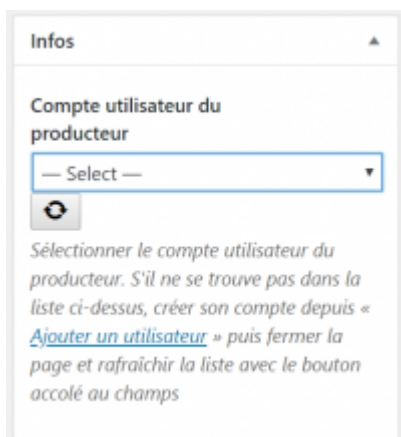 Infos
Compte utilisateur du
producteur
— Select —
Sélectionner le compte utilisateur du
producteur. S'il ne se trouve pas dans la
liste ci-dessus, créer son compte depuis «
Ajouter un utilisateur » puis fermer la
page et rafraîchir la liste avec le bouton
accolé au champs